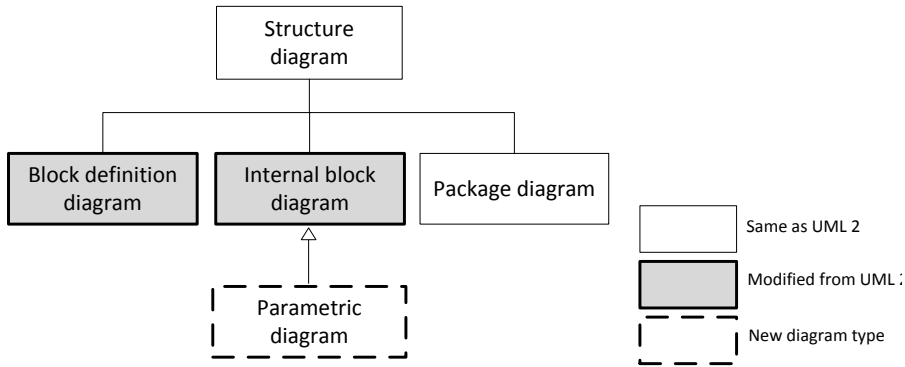 Structure
diagram
Block definition
diagram
Internal block
diagram
Package diagram
Parametric
diagram
Same as UML 2
Modified from UML 2
New diagram type